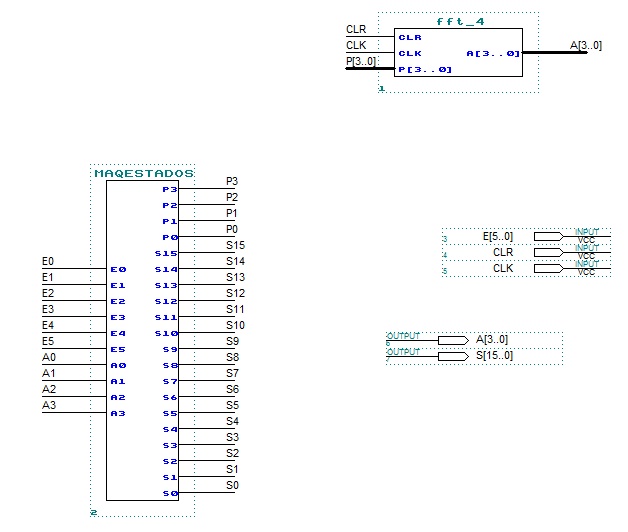 fft_4
CLR
CLK
P[3..0]
CLR
CLK
P[3..0]
A[3..0]
A[3..0]
1
MAQESTADOS
P3
P2
P1
P0
S15
S14
S13
S12
S11
S10
S9
S8
S7
S6
S5
S4
S3
S2
S1
S0
P3
P2
P1
P0
S15
S14
S13
S12
S11
S10
S9
S8
S7
S6
S5
S4
S3
S2
S1
S0
E0
E1
E2
E3
E4
E5
A0
A1
A2
A3
E0
E1
E2
E3
E4
E5
A0
A1
A2
A3
2
3 E[5..0] INPUT VCC
4 CLR INPUT VCC
5 CLK INPUT VCC
OUTPUT 6 A[3..0]
OUTPUT 7 S[15..0]